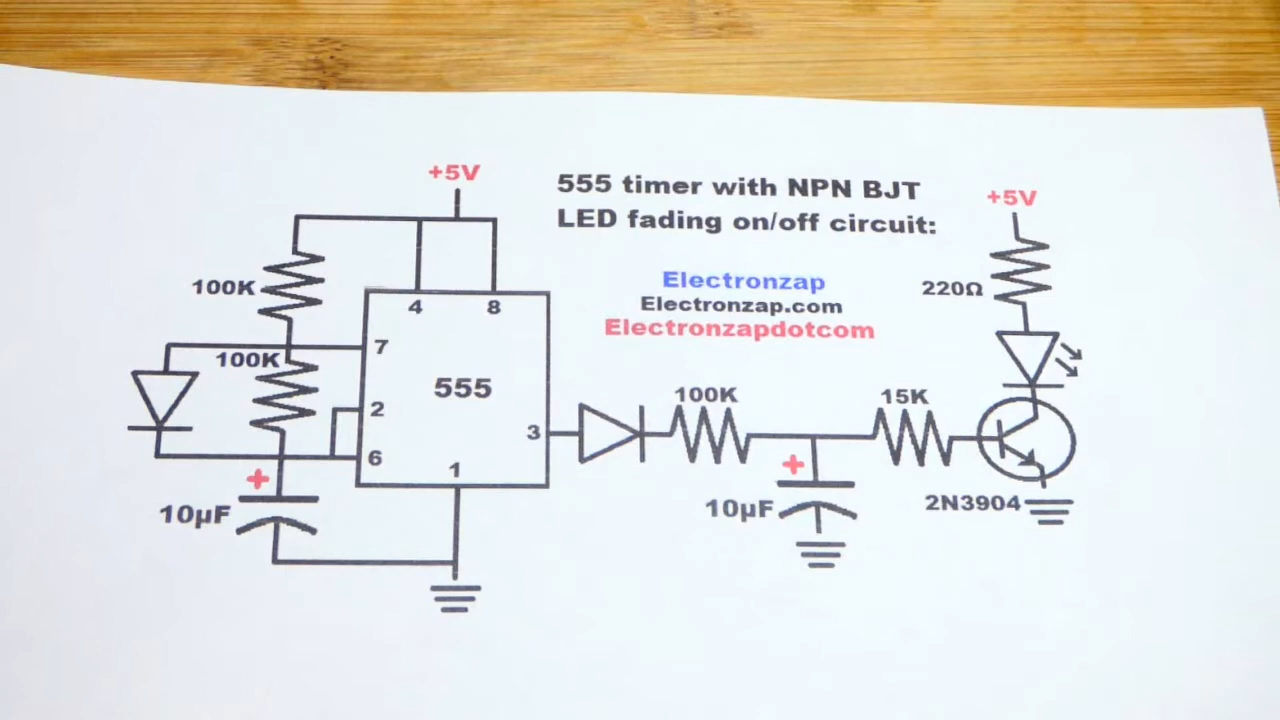 +5V
555 timer with NPN BJT
LED fading on/off circuit:
+5V
Electronzap
Electronzap.com
Electronzapdotcom
100K
220Ω
4
8
7
100K
555
2
6
3
1
100K
15K
+
10µF
+
10µF
2N3904